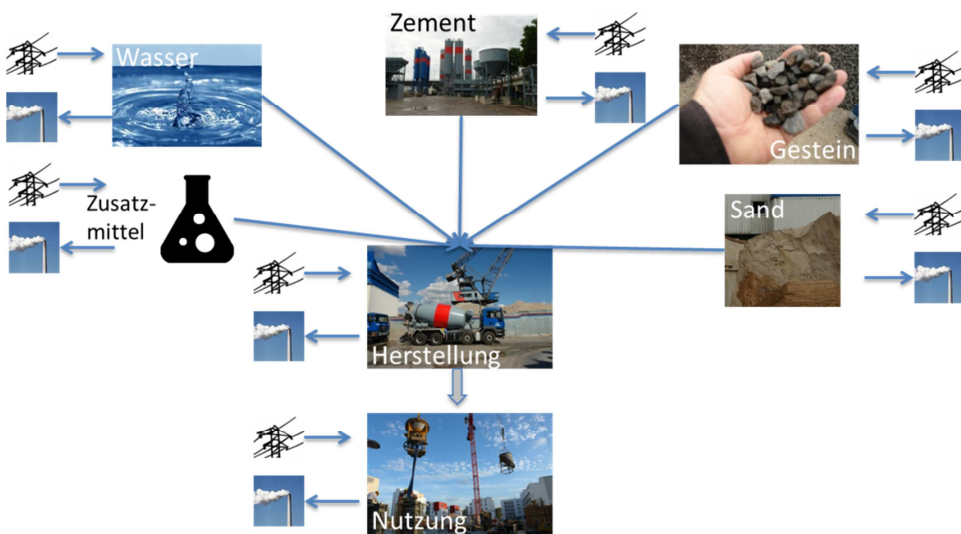 Zement
Wasser
Gestein
Zusatz-
mittel
Sand
Herstellung
Nutzung